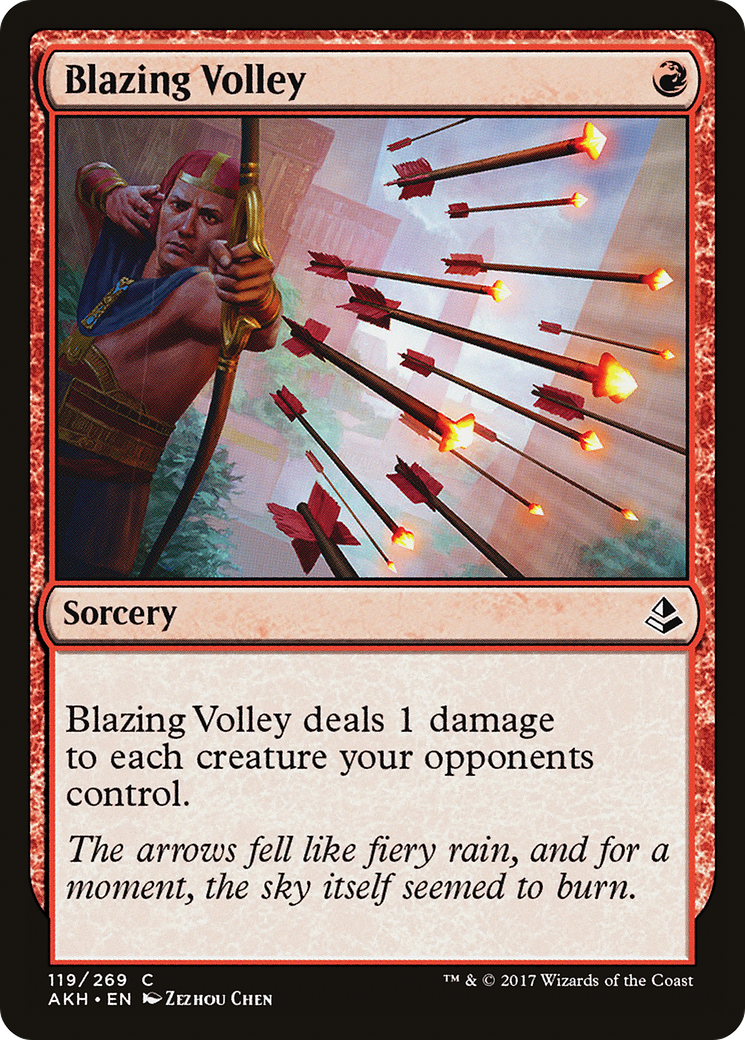 Blazing Volley
Sorcery
Blazing Volley deals 1 damage
to each creature your opponents
control.
The arrows fell like fiery rain, and for a
moment, the sky itself seemed to burn.
119/269 C
AKH • EN Zezhou Chen
™ & © 2017 Wizards of the Coast